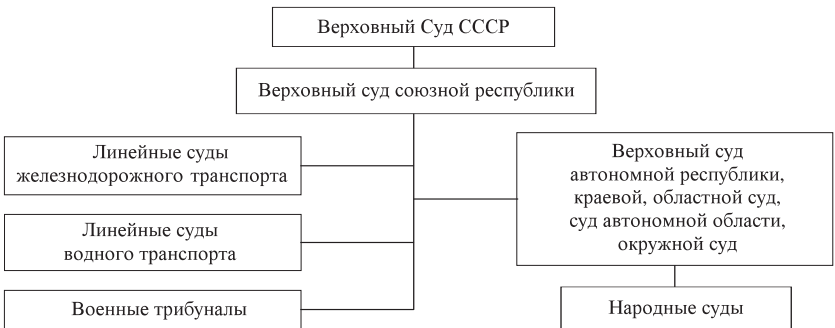 Верховный Суд СССР
Верховный суд союзной республики
Линейные суды
железнодорожного транспорта
Линейные суды
водного транспорта
Военные трибуналы
Верховный суд
автономной республики,
краевой, областной суд,
суд автономной области,
окружной суд
Народные суды